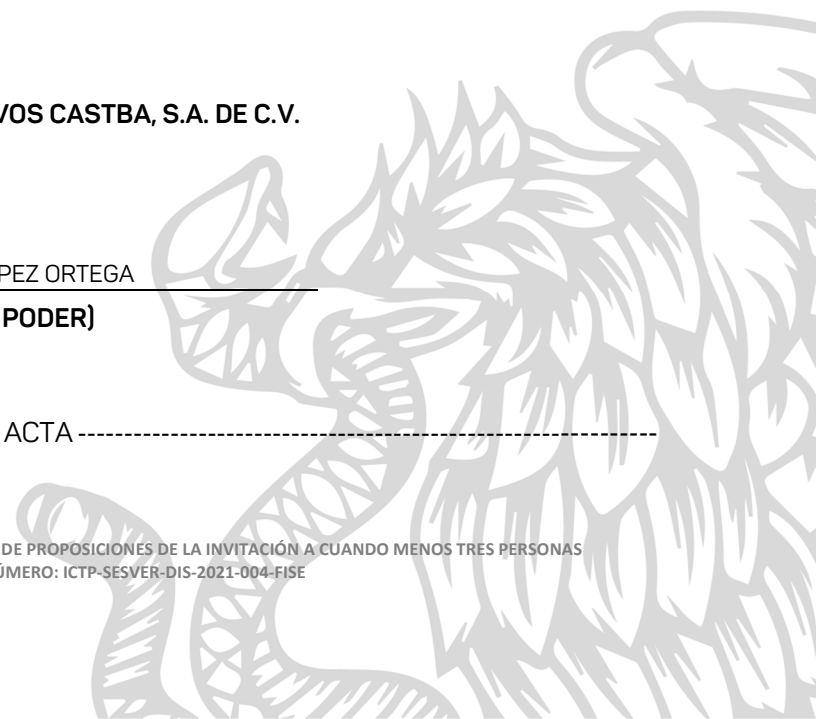 VOS CASTBA, S.A. DE C.V.
PEZ ORTEGA
PODER)
ACTA ---------------------------------------------------------------
DE PROPOSICIONES DE LA INVITACIÓN A CUANDO MENOS TRES PERSONAS
ÚMERO: ICTP-SESVER-DIS-2021-004-FISE